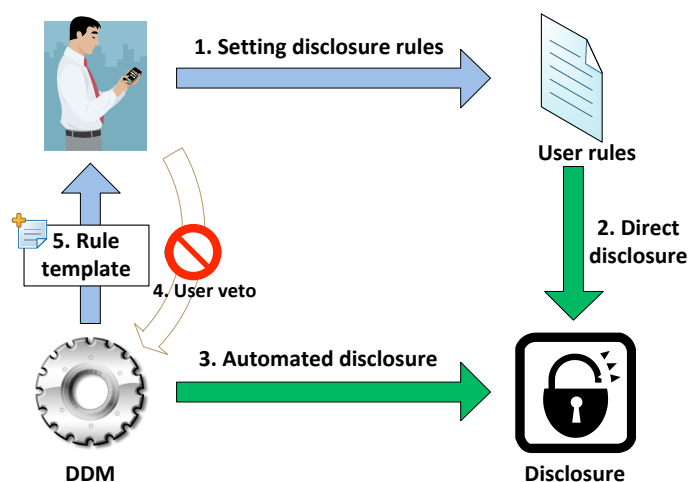 1. Setting disclosure rules
User rules
2. Direct
disclosure
5. Rule
template
4. User veto
3. Automated disclosure
DDM
Disclosure